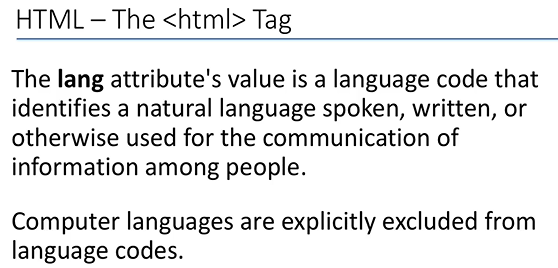 HTML – The <html> Tag
The lang attribute's value is a language code that
identifies a natural language spoken, written, or
otherwise used for the communication of
information among people.
Computer languages are explicitly excluded from
language codes.